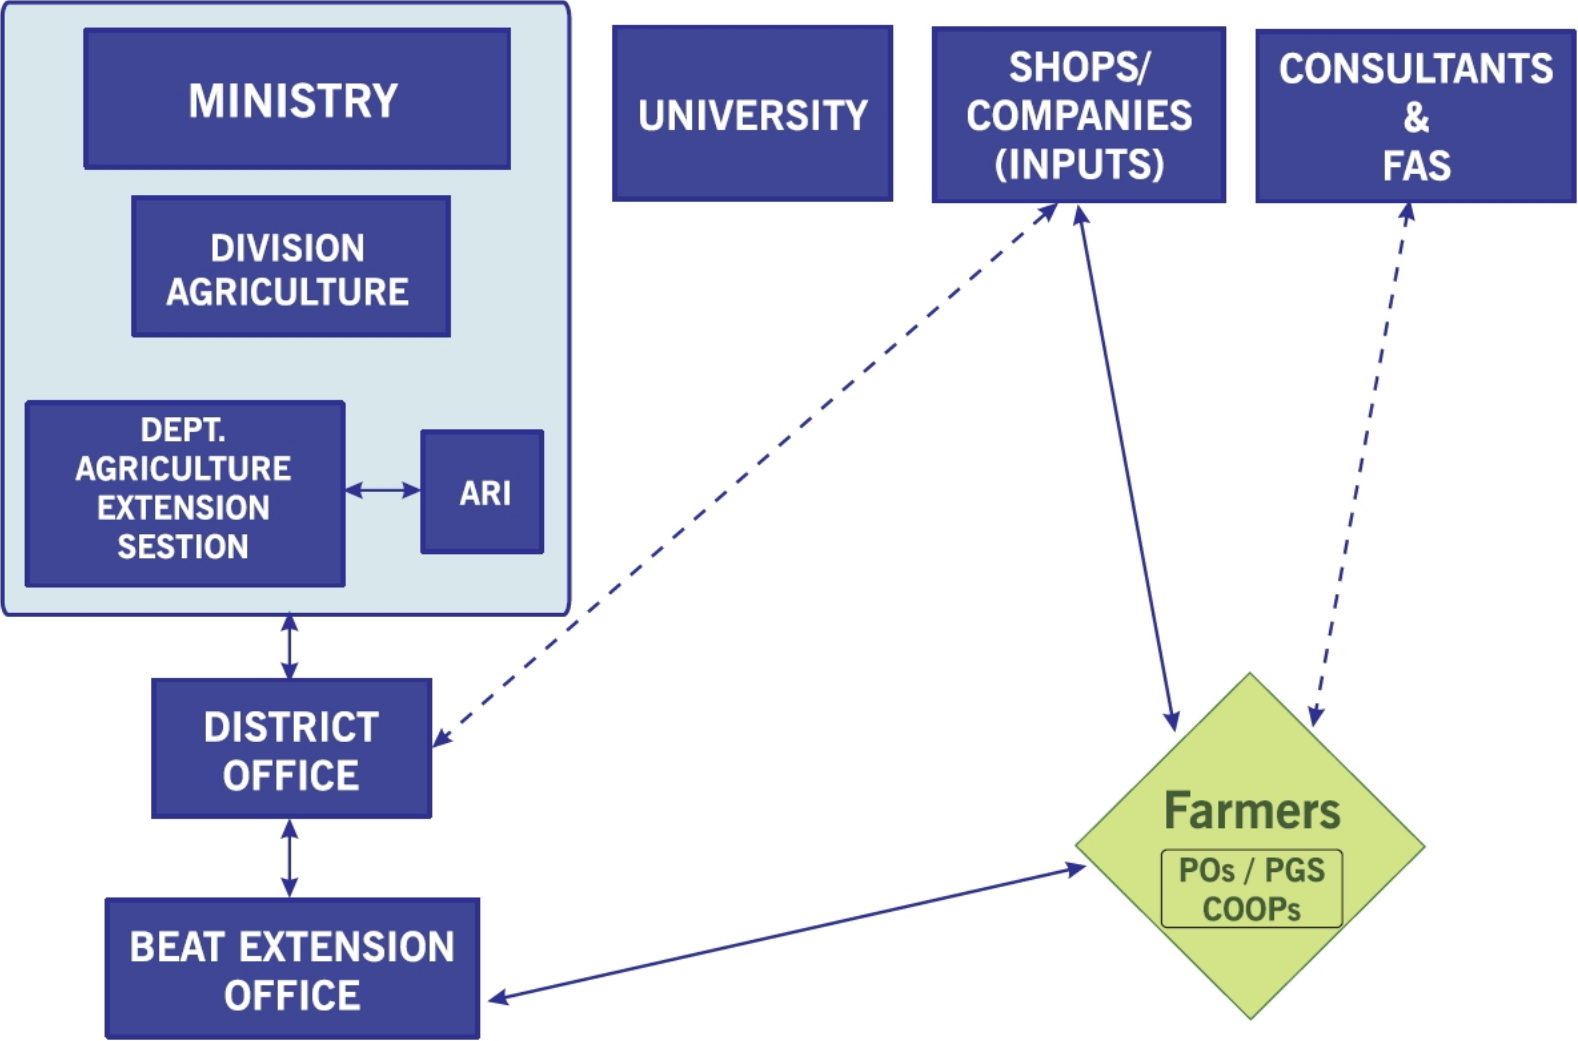 MINISTRY
DIVISION
AGRICULTURE
DEPT.
AGRICULTURE
EXTENSION
SESTION
ARI
DISTRICT
OFFICE
BEAT EXTENSION
OFFICE
UNIVERSITY
SHOPS/
COMPANIES
(INPUTS)
CONSULTANTS
&
FAS
Farmers
POs / PGS
COOPs